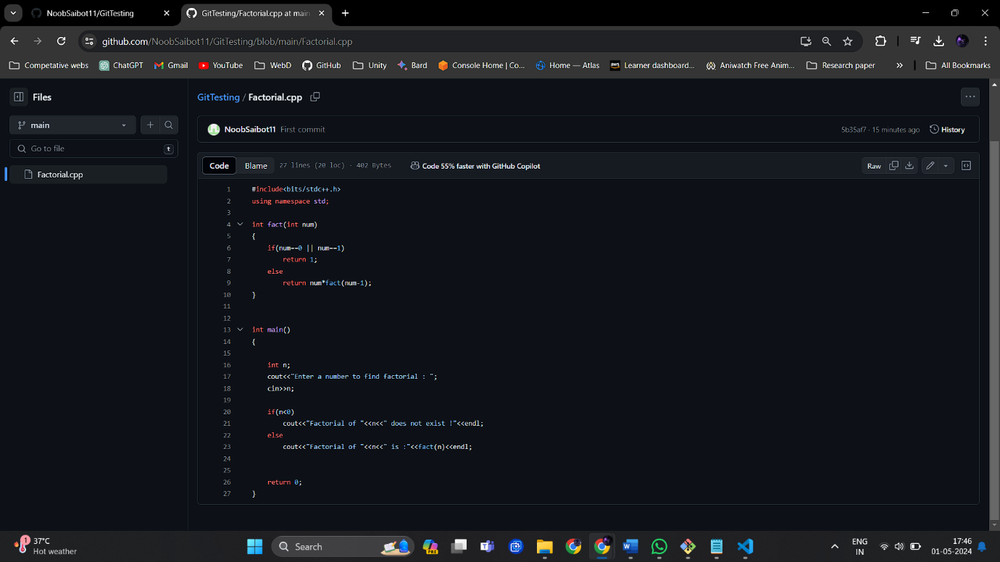 NoobSaibot11/GitTesting
GitTesting/Factorial.cpp at main
github.com/NoobSaibot11/GitTesting/blob/main/Factorial.cpp
Competative webs ChatGPT Gmail YouTube WebD GitHub Unity Bard Console Home | Co... Home — Atlas aws Learner dashboard... Aniwatch Free Anim... Research paper » All Bookmarks
Files
main
Go to file t
Factorial.cpp
GitTesting / Factorial.cpp
NoobSaibot11 First commit 5b35af7 · 15 minutes ago History
Code Blame 27 lines (20 loc) · 402 Bytes Code 55% faster with GitHub Copilot Raw
1 #include<bits/stdc++.h>
2 using namespace std;
3
4 int fact(int num)
5 {
6 if(num==0 || num==1)
7 return 1;
8 else
9 return num*fact(num-1);
10 }
11
12
13 int main()
14 {
15
16 int n;
17 cout<<"Enter a number to find factorial : ";
18 cin>>n;
19
20 if(n<0)
21 cout<<"Factorial of "<<n<<" does not exist !"<<endl;
22 else
23 cout<<"Factorial of "<<n<<" is :"<<fact(n)<<endl;
24
25
26 return 0;
27 }
1
37°C
Hot weather
Search
PRE
ENG
IN
17:46
01-05-2024